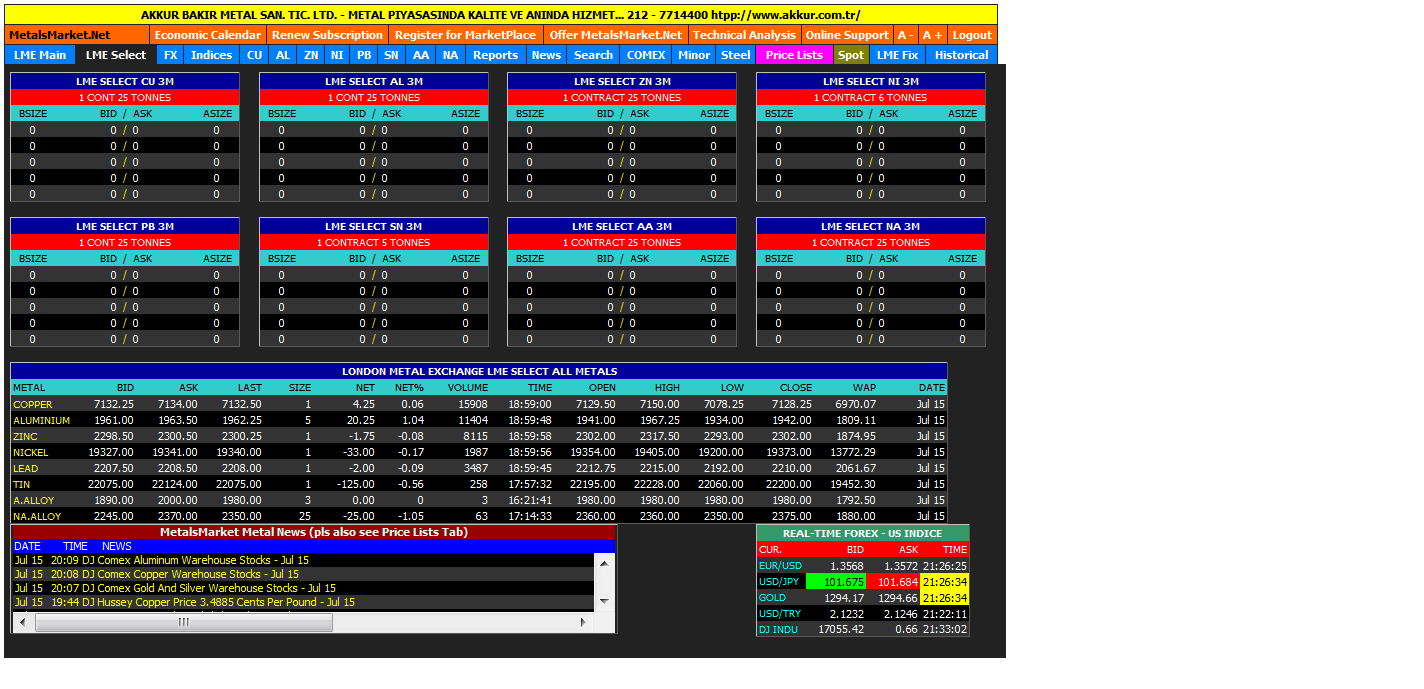 AKKUR BAKIR METAL SAN. TIC. LTD. - METAL PIYASASINDA KALITE VE ANINDA HIZMET... 212 - 7714400 htpp://www.akkur.com.tr/
MetalsMarket.Net Economic Calendar Renew Subscription Register for MarketPlace Offer MetalsMarket.Net Technical Analysis Online Support A - A + Logout
LME Main LME Select FX Indices CU AL ZN NI PB SN AA NA Reports News Search COMEX Minor Steel Price Lists Spot LME Fix Historical
LME SELECT CU 3M LME SELECT AL 3M LME SELECT ZN 3M LME SELECT NI 3M
1 CONT 25 TONNES 1 CONT 25 TONNES 1 CONTRACT 25 TONNES 1 CONTRACT 6 TONNES
BSIZE BID / ASK ASIZE BSIZE BID / ASK ASIZE BSIZE BID / ASK ASIZE BSIZE BID / ASK ASIZE
0 0 / 0 0 0 0 / 0 0 0 0 / 0 0 0 0 / 0 0
0 0 / 0 0 0 0 / 0 0 0 0 / 0 0 0 0 / 0 0
0 0 / 0 0 0 0 / 0 0 0 0 / 0 0 0 0 / 0 0
0 0 / 0 0 0 0 / 0 0 0 0 / 0 0 0 0 / 0 0
0 0 / 0 0 0 0 / 0 0 0 0 / 0 0 0 0 / 0 0
LME SELECT PB 3M LME SELECT SN 3M LME SELECT AA 3M LME SELECT NA 3M
1 CONT 25 TONNES 1 CONTRACT 5 TONNES 1 CONTRACT 25 TONNES 1 CONTRACT 25 TONNES
BSIZE BID / ASK ASIZE BSIZE BID / ASK ASIZE BSIZE BID / ASK ASIZE BSIZE BID / ASK ASIZE
0 0 / 0 0 0 0 / 0 0 0 0 / 0 0 0 0 / 0 0
0 0 / 0 0 0 0 / 0 0 0 0 / 0 0 0 0 / 0 0
0 0 / 0 0 0 0 / 0 0 0 0 / 0 0 0 0 / 0 0
0 0 / 0 0 0 0 / 0 0 0 0 / 0 0 0 0 / 0 0
0 0 / 0 0 0 0 / 0 0 0 0 / 0 0 0 0 / 0 0
LONDON METAL EXCHANGE LME SELECT ALL METALS
METAL BID ASK LAST SIZE NET NET% VOLUME TIME OPEN HIGH LOW CLOSE WAP DATE
COPPER 7132.25 7134.00 7132.50 1 4.25 0.06 15908 18:59:00 7129.50 7150.00 7078.25 7128.25 6970.07 Jul 15
ALUMINIUM 1961.00 1963.50 1962.25 5 20.25 1.04 11404 18:59:48 1941.00 1967.25 1934.00 1942.00 1809.11 Jul 15
ZINC 2298.50 2300.50 2300.25 1 -1.75 -0.08 8115 18:59:58 2302.00 2317.50 2293.00 2302.00 1874.95 Jul 15
NICKEL 19327.00 19341.00 19340.00 1 -33.00 -0.17 1987 18:59:56 19354.00 19405.00 19200.00 19373.00 13772.29 Jul 15
LEAD 2207.50 2208.50 2208.00 1 -2.00 -0.09 3487 18:59:45 2212.75 2215.00 2192.00 2210.00 2061.67 Jul 15
TIN 22075.00 22124.00 22075.00 1 -125.00 -0.56 258 17:57:32 22195.00 22228.00 22060.00 22200.00 19452.30 Jul 15
A.ALLOY 1890.00 2000.00 1980.00 3 0.00 0 3 16:21:41 1980.00 1980.00 1980.00 1980.00 1792.50 Jul 15
NA.ALLOY 2245.00 2370.00 2350.00 25 -25.00 -1.05 63 17:14:33 2360.00 2360.00 2350.00 2375.00 1880.00 Jul 15
MetalsMarket Metal News (pls also see Price Lists Tab)
DATE TIME NEWS
Jul 15 20:09 DJ Comex Aluminum Warehouse Stocks - Jul 15
Jul 15 20:08 DJ Comex Copper Warehouse Stocks - Jul 15
Jul 15 20:07 DJ Comex Gold And Silver Warehouse Stocks - Jul 15
Jul 15 19:44 DJ Hussey Copper Price 3.4885 Cents Per Pound - Jul 15
REAL-TIME FOREX - US INDICE
CUR. BID ASK TIME
EUR/USD 1.3568 1.3572 21:26:25
USD/JPY 101.675 101.684 21:26:34
GOLD 1294.17 1294.66 21:26:34
USD/TRY 2.1232 2.1246 21:22:11
DJ INDU 17055.42 0.66 21:33:02